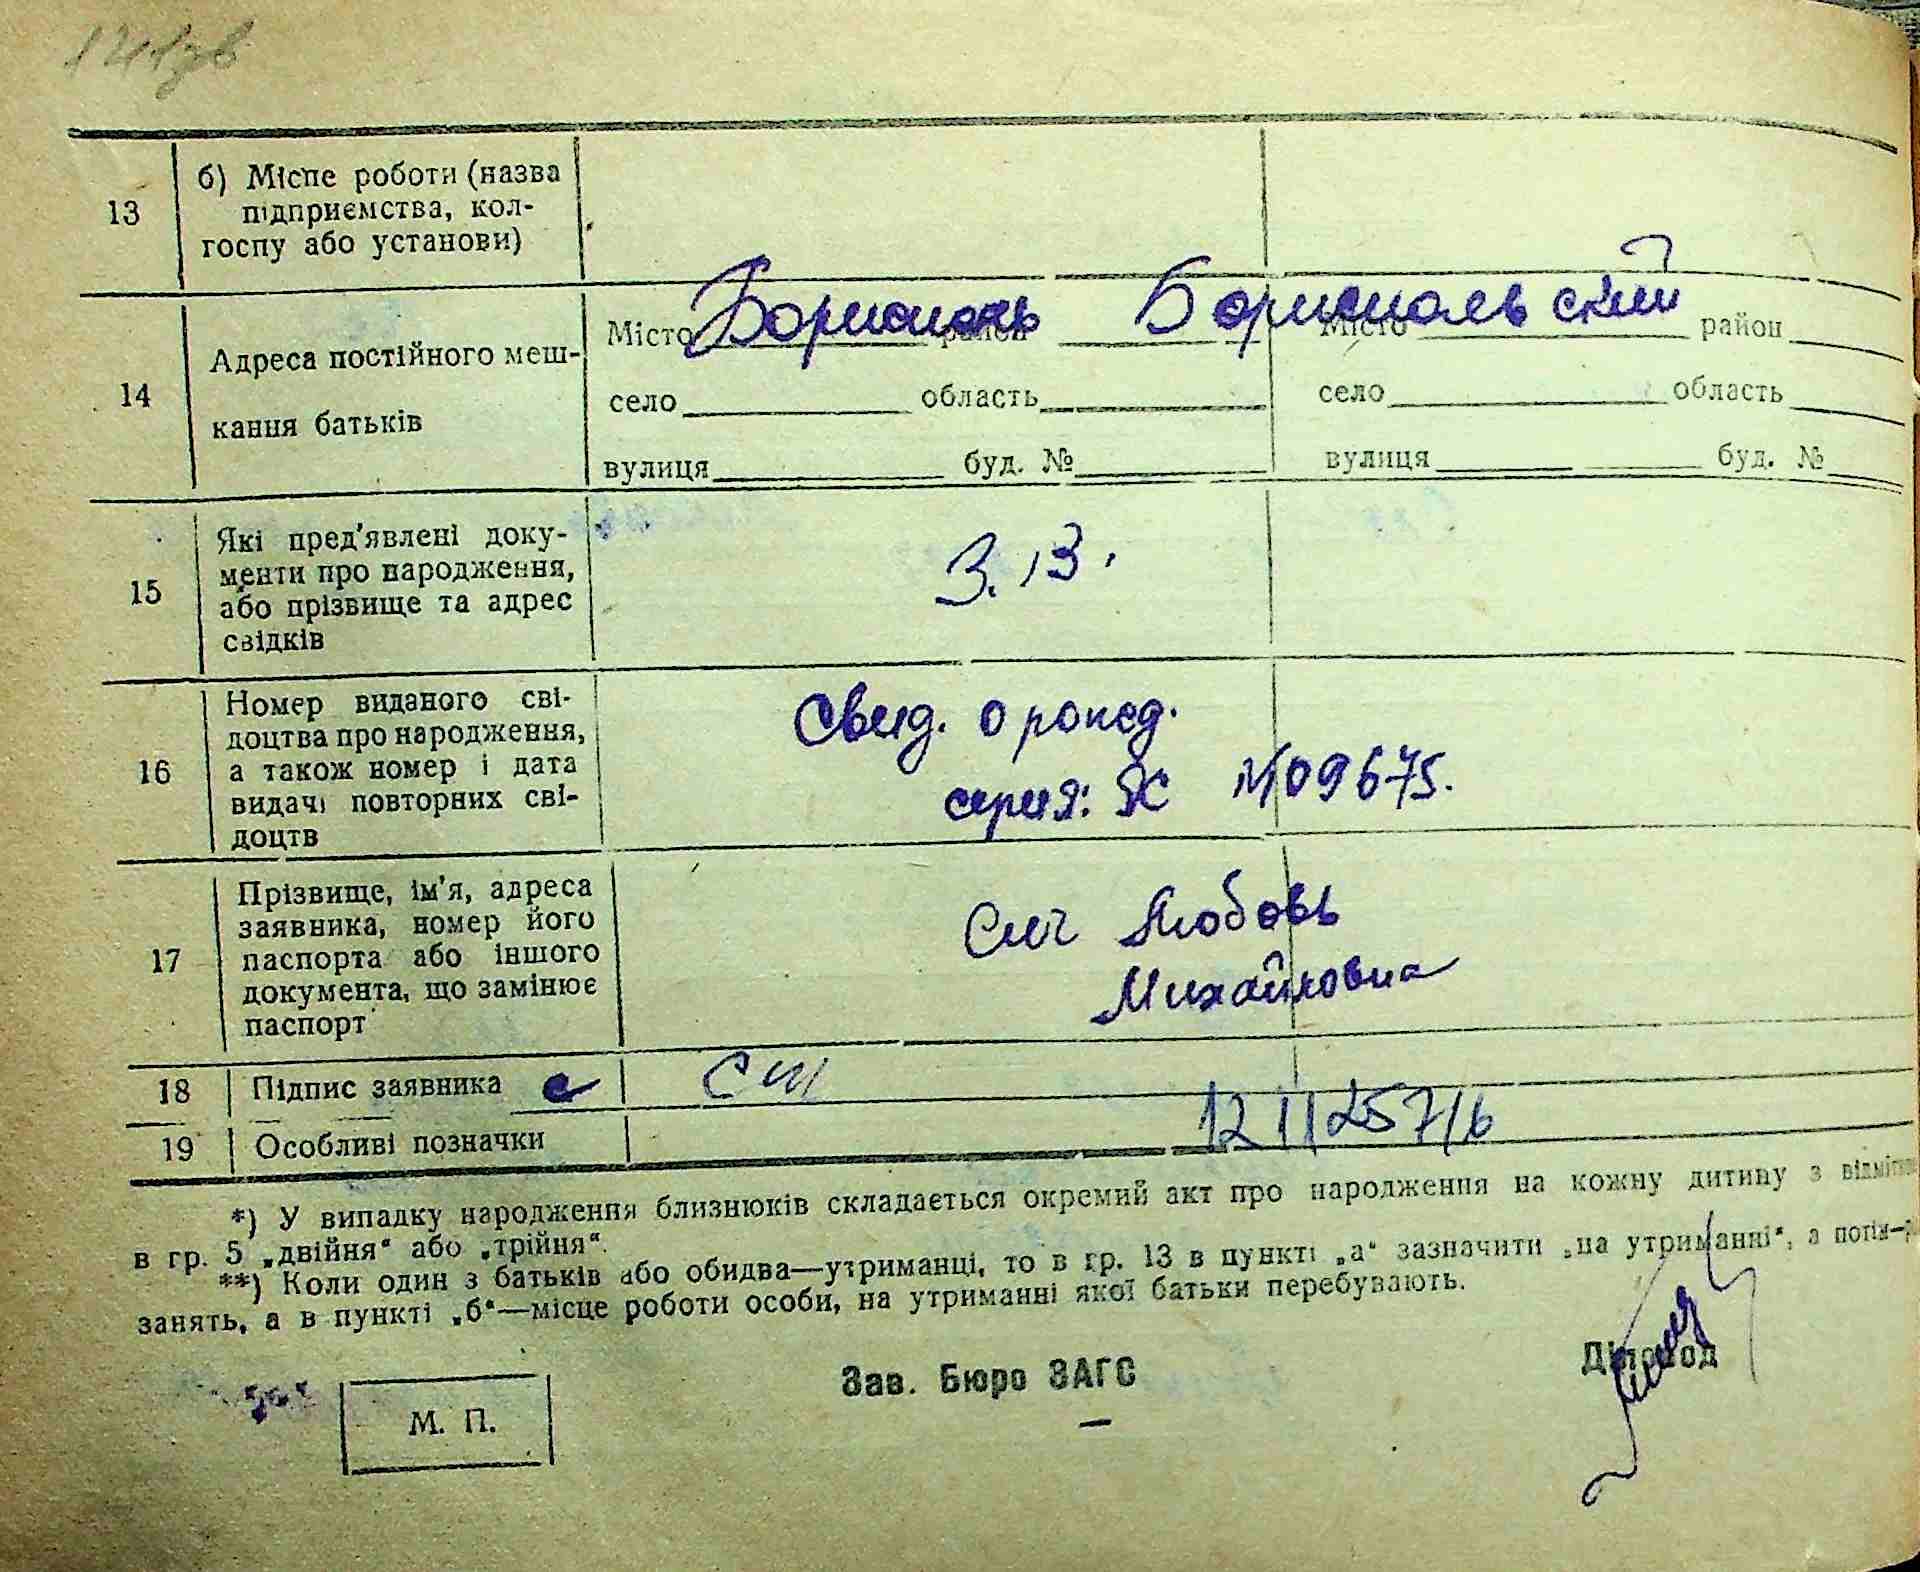 13
б) Місце роботи (назва
підприємства, кол-
госпу або установи)
14
Адреса постійного меш-
кання батьків
Місто Борисполь район Бориспольский Місто район
село область село область
вулиця буд. № вулиця буд. №
15
Які пред'явлені доку-
менти про народження,
або прізвище та адрес
свідків
16
Номер виданого сві-
доцтва про народження,
а також номер і дата
видачі повторних сві-
доцтв
Свид. о рожд.
серия: №09675.
17
Прізвище, ім'я, адреса
заявника, номер його
паспорта або іншого
документа, що замінює
паспорт
Сич Любовь
Михайловна
18 Підпис заявника
19 Особливі позначки
*) У випадку народження близнюків складається окремий акт про народження на кожну дитину з
в гр. 5 „двійня“ або „трійня“.
**) Коли один з батьків або обидва—утриманці, то в гр. 13 в пункті „а“ зазначити „на утриманні“, а потім—
занять, а в пункті „б“—місце роботи особи, на утриманні якої батьки перебувають.
М. П.
Зав. Бюро ЗАГС
Діловод